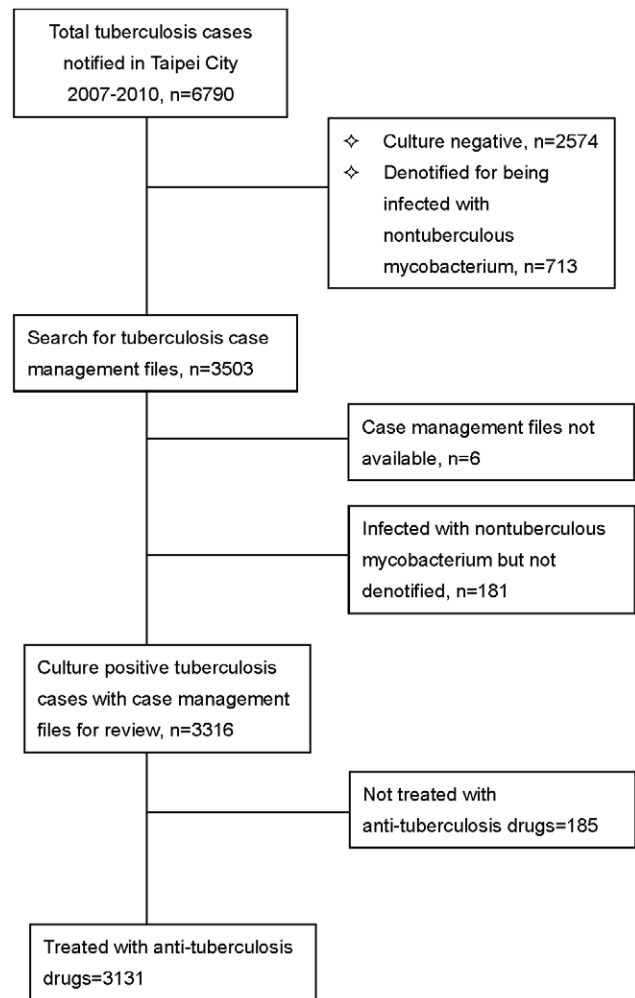 Total tuberculosis cases
notified in Taipei City
2007-2010, n=6790
✧ Culture negative, n=2574
✧ Denotified for being
infected with
nontuberculous
mycobacterium, n=713
Search for tuberculosis case
management files, n=3503
Case management files not
available, n=6
Infected with nontuberculous
mycobacterium but not
denotified, n=181
Culture positive tuberculosis
cases with case management
files for review, n=3316
Not treated with
anti-tuberculosis drugs=185
Treated with anti-tuberculosis
drugs=3131